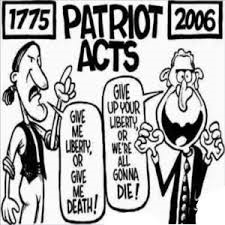 1775
PATRIOT
ACTS
2006
GIVE
ME
LIBERTY,
OR
GIVE
ME
DEATH!
GIVE
UP YOUR
LIBERTY,
OR WE'RE
ALL
GONNA
DIE!